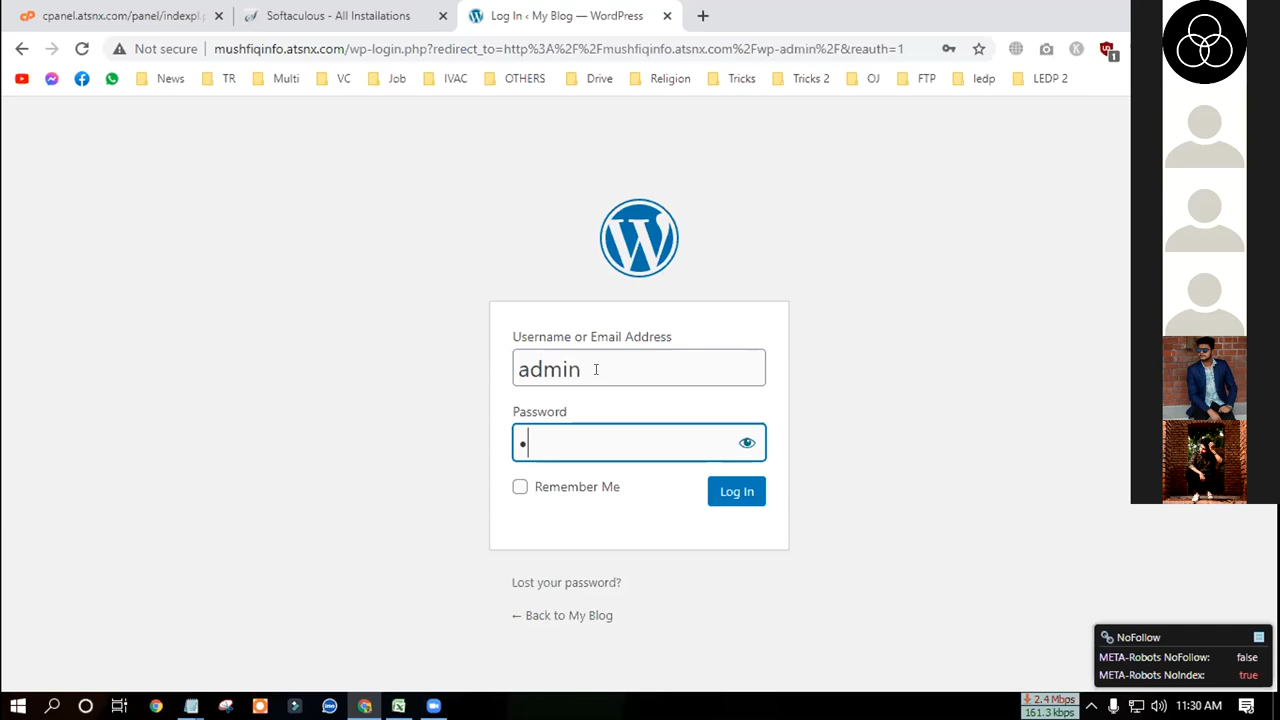 cpanel.atsnx.com/panel/indexpl.
Softaculous - All Installations
Log In ‹ My Blog — WordPress
Not secure
mushfiqinfo.atsnx.com/wp-login.php?redirect_to=http%3A%2F%2Fmushfiqinfo.atsnx.com%2Fwp-admin%2F&reauth=1
1
News
TR
Multi
VC
Job
IVAC
OTHERS
Drive
Religion
Tricks
Tricks 2
OJ
FTP
ledp
LEDP 2
Username or Email Address
admin
Password
Remember Me
Log In
Lost your password?
← Back to My Blog
NoFollow
META-Robots NoFollow: false
META-Robots NoIndex: true
2.4 Mbps
161.3 kbps
11:30 AM